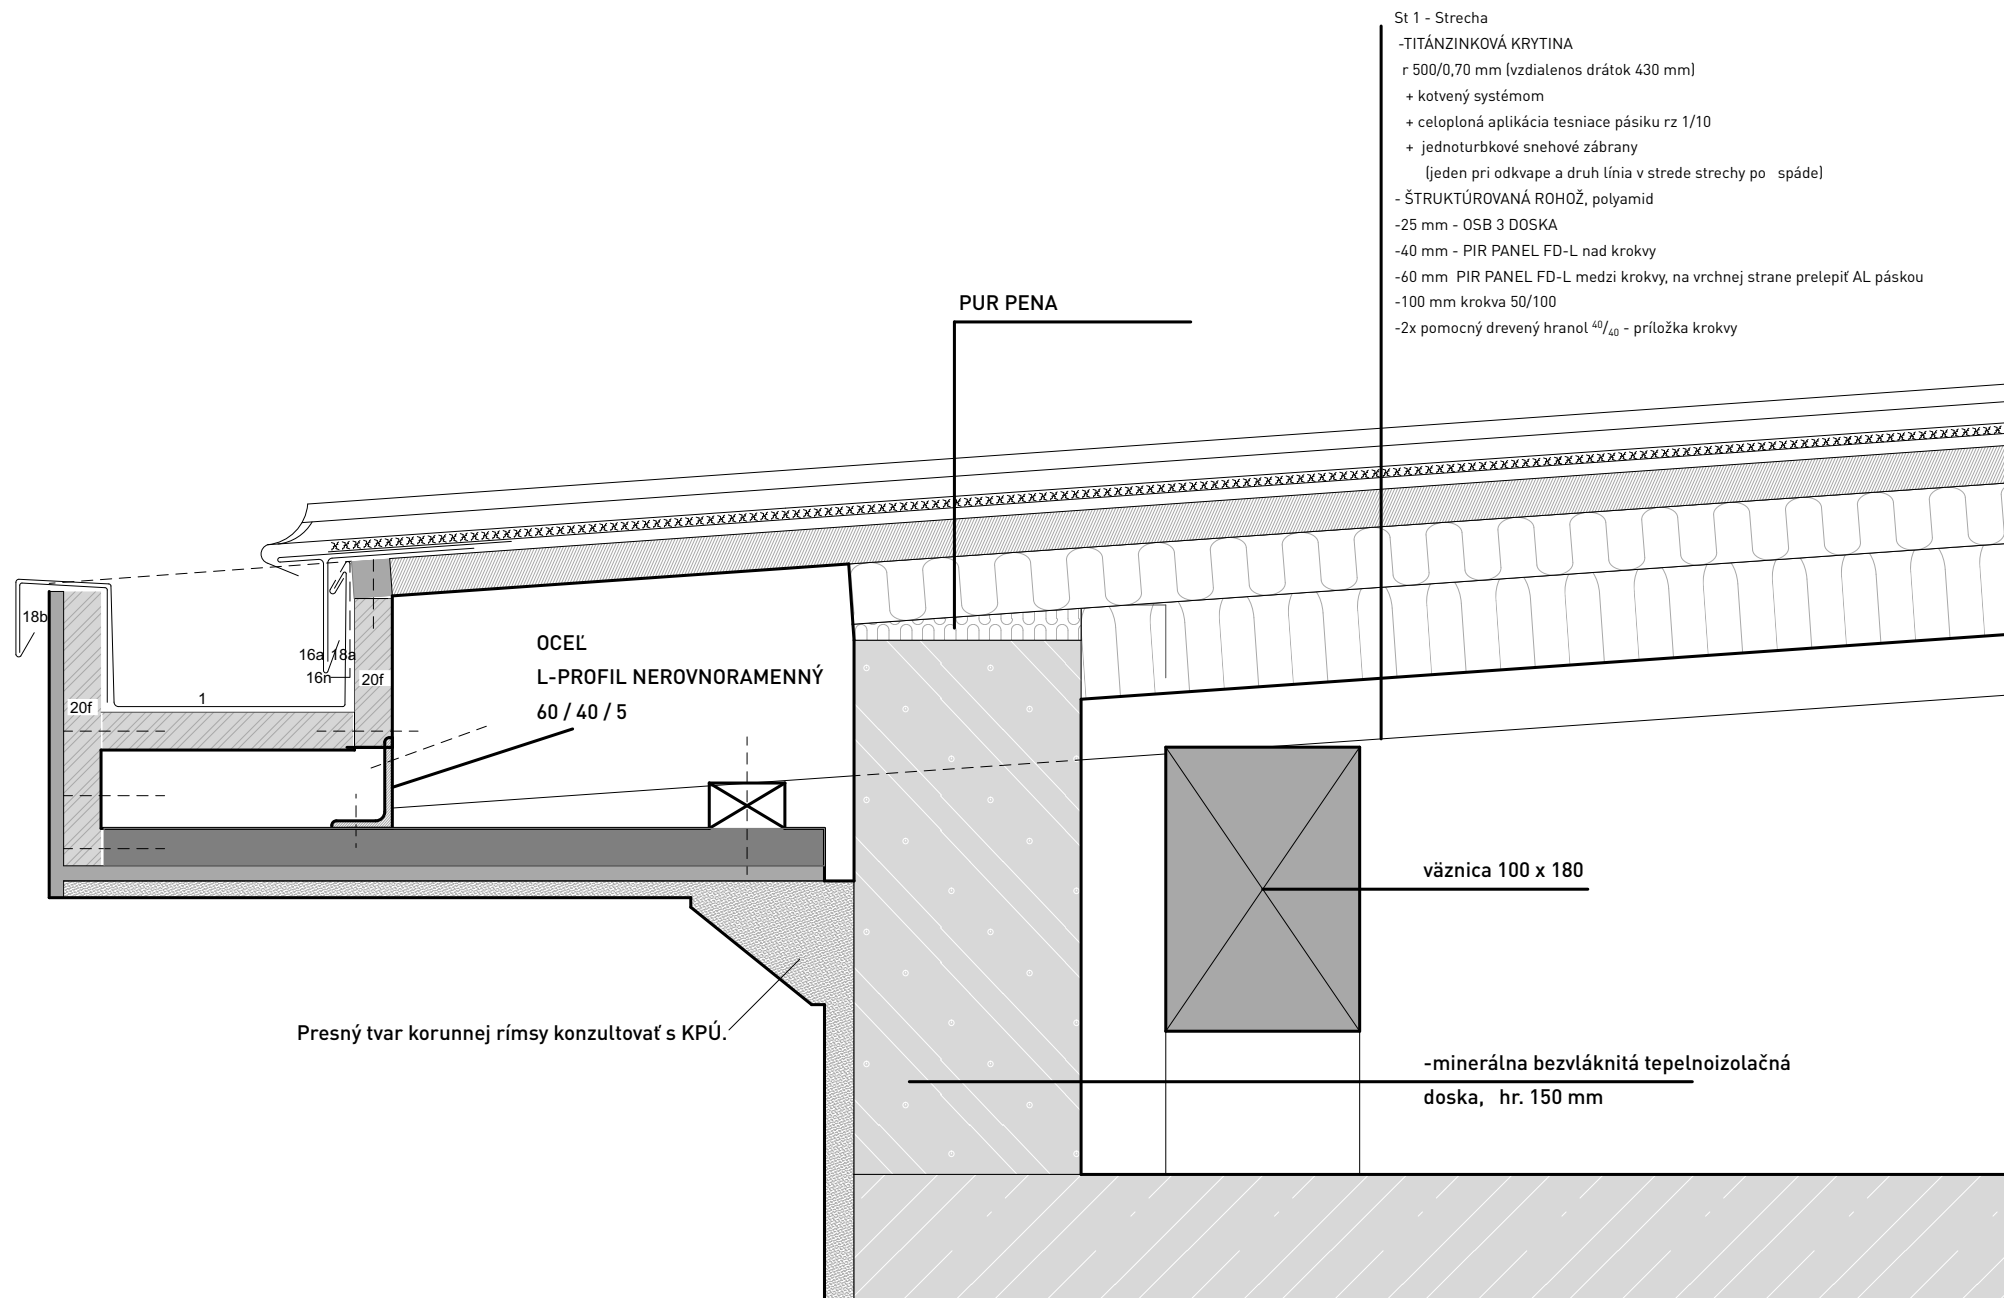 St 1 - Strecha
-TITÁNZINKOVÁ KRYTINA
r 500/0,70 mm (vzdialenos drátok 430 mm)
+ kotvený systémom
+ celoploná aplikácia tesniace pásiku rz 1/10
+ jednoturbkové snehové zábrany
(jeden pri odkvape a druh línia v strede strechy po spáde)
- ŠTRUKTÚROVANÁ ROHOŽ, polyamid
-25 mm - OSB 3 DOSKA
-40 mm - PIR PANEL FD-L nad krokvy
-60 mm PIR PANEL FD-L medzi krokvy, na vrchnej strane prelepiť AL páskou
-100 mm krokva 50/100
-2x pomocný drevený hranol 40/40 - príložka krokvy
PUR PENA
18b
16a 18a
16n
20f
1
20f
OCEĽ
L-PROFIL NEROVNORAMENNÝ
60 / 40 / 5
väznica 100 x 180
Presný tvar korunnej rímsy konzultovať s KPÚ.
-minerálna bezvláknitá tepelnoizolačná
doska, hr. 150 mm